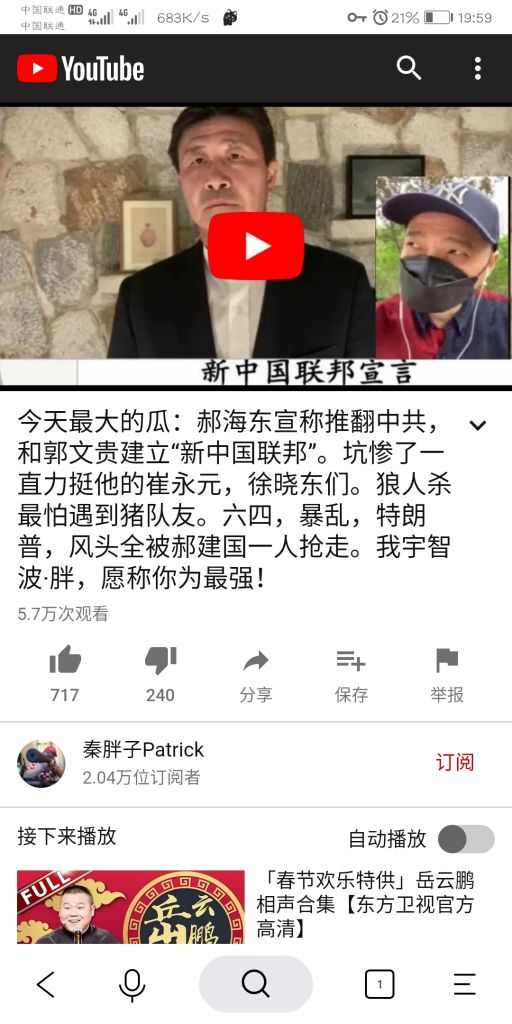 中国联通 HD 4G 4G 683K/s 21% 19:59
中国联通
YouTube
新中国联邦宣言
今天最大的瓜：郝海东宣称推翻中共，
和郭文贵建立“新中国联邦”。坑惨了一
直力挺他的崔永元，徐晓东们。狼人杀
最怕遇到猪队友。六四，暴乱，特朗
普，风头全被郝建国一人抢走。我宇智
波·胖，愿称你为最强！
5.7万次观看
717 240 分享 保存 举报
秦胖子Patrick
2.04万位订阅者
订阅
接下来播放 自动播放
FULL
岳云鹏
「春节欢乐特供」岳云鹏
相声合集【东方卫视官方
高清】
1